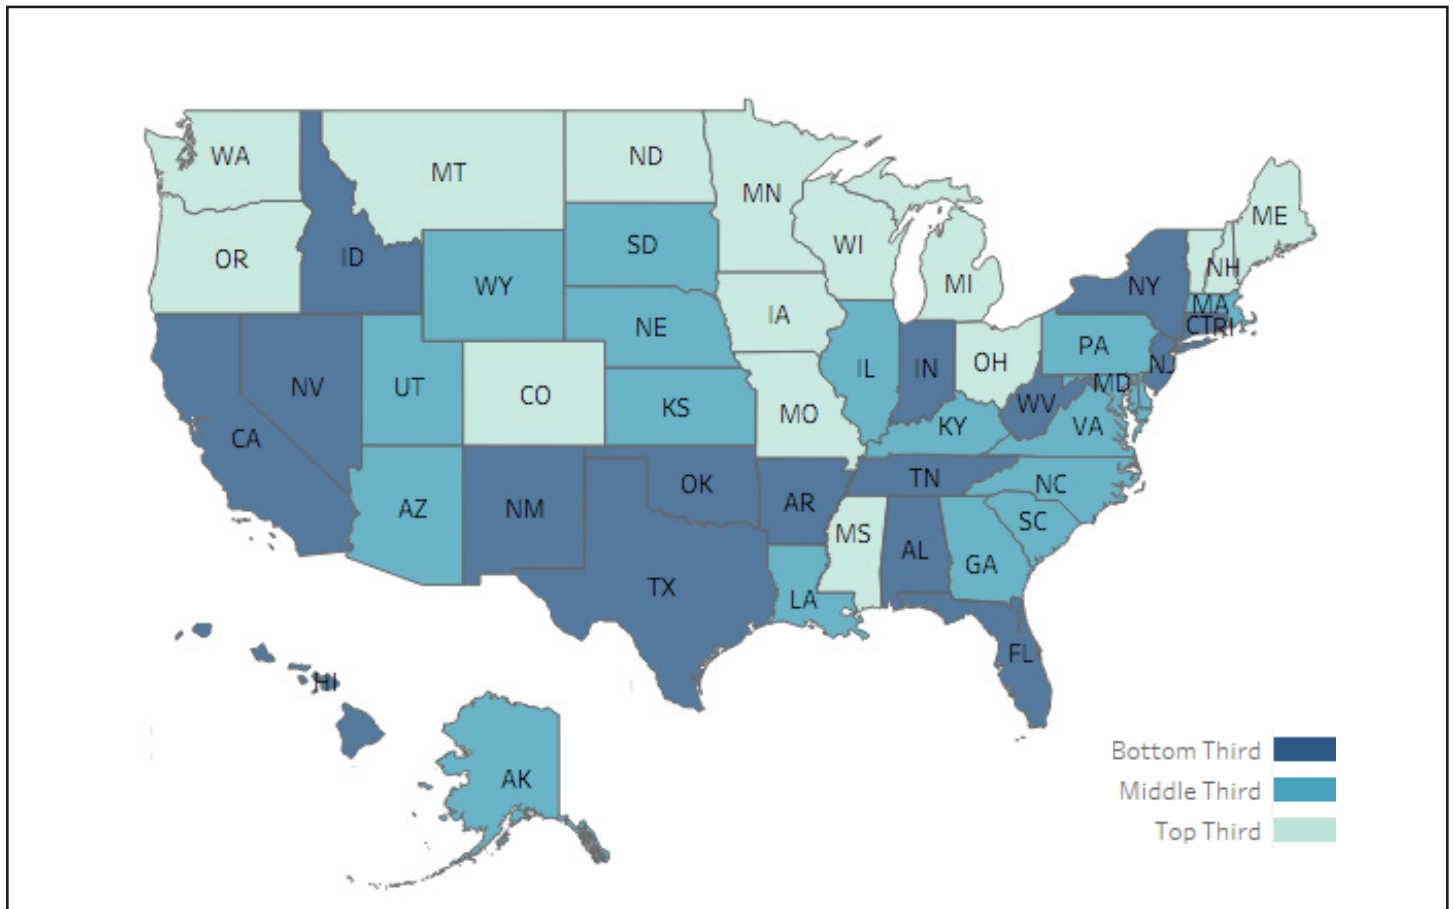 WA
MT
ND
MN
ME
OR
ID
SD
WI
NH
WY
MI
NY
MA
NE
IA
CT RI
PA
NV
UT
CO
IL
IN
OH
NJ
MD
CA
KS
MO
WV
KY
VA
AZ
NM
OK
AR
TN
NC
MS
AL
SC
GA
TX
LA
FL
HI
AK
Bottom Third
Middle Third
Top Third